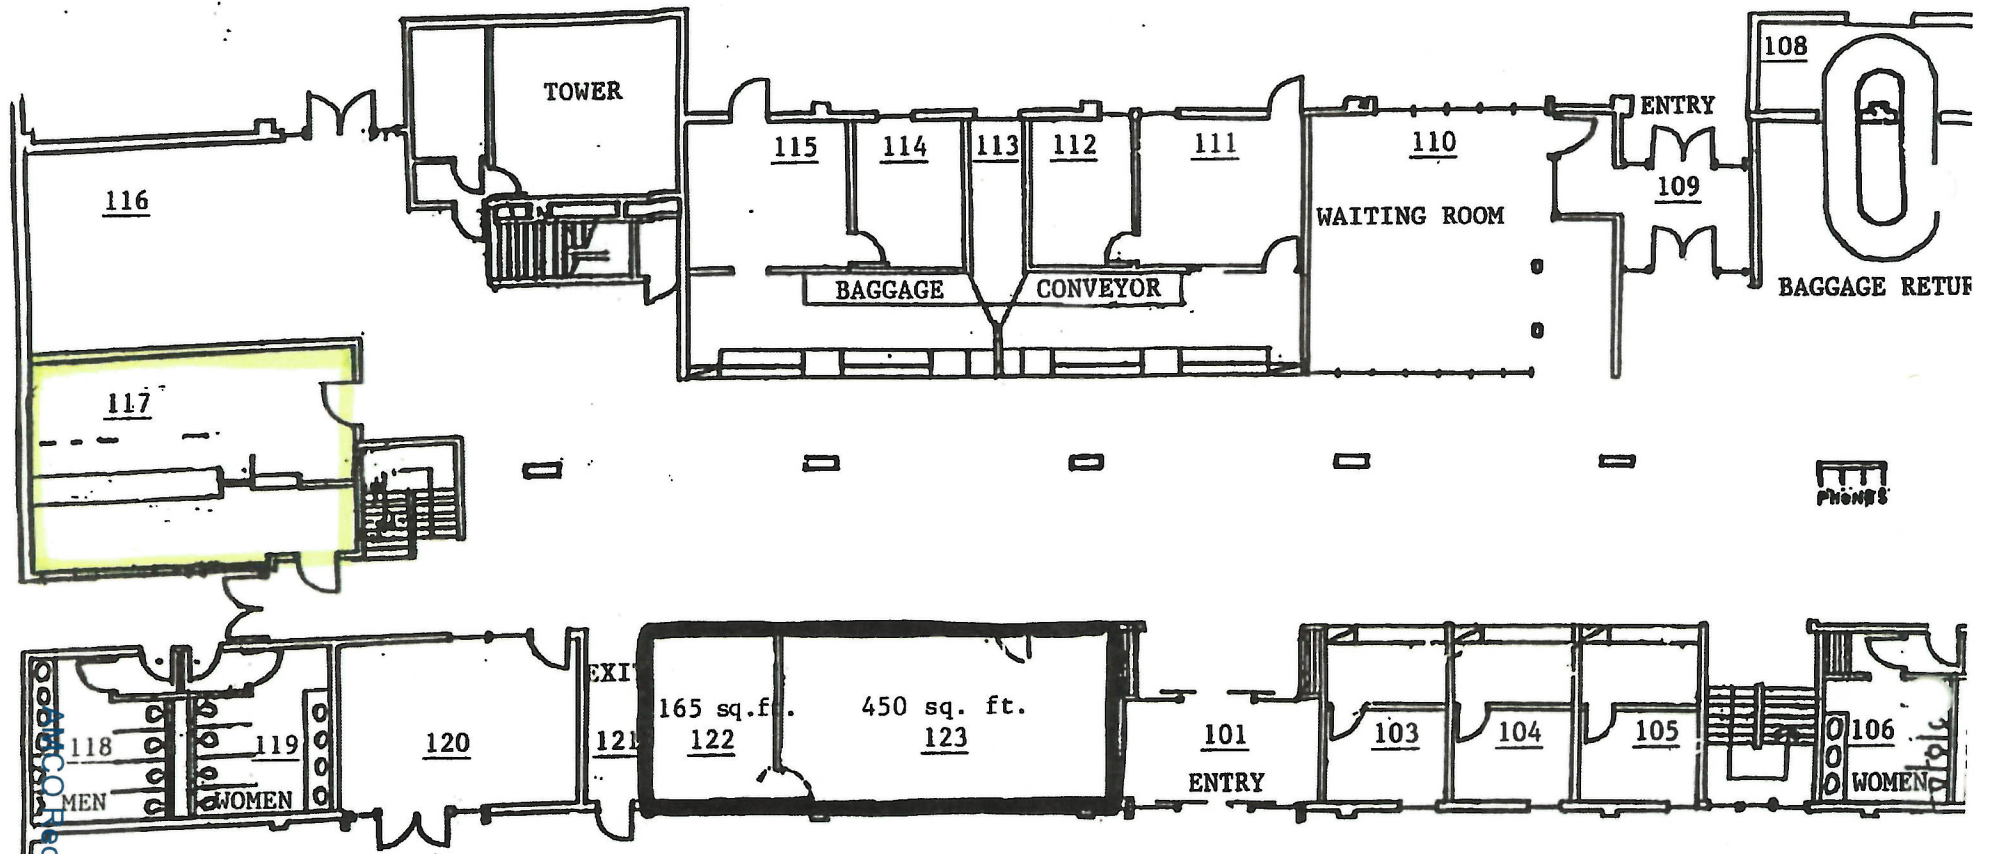 108
TOWER
ENTRY
115 114 113 112 111 110
109
116
WAITING ROOM
BAGGAGE CONVEYOR
BAGGAGE RETUR
117
PHONES
EXIT
165 sq.ft. 450 sq. ft.
118 119 120 121 122 123 101 103 104 105 106
ENTRY
MEN WOMEN WOMEN
AMCO Rec